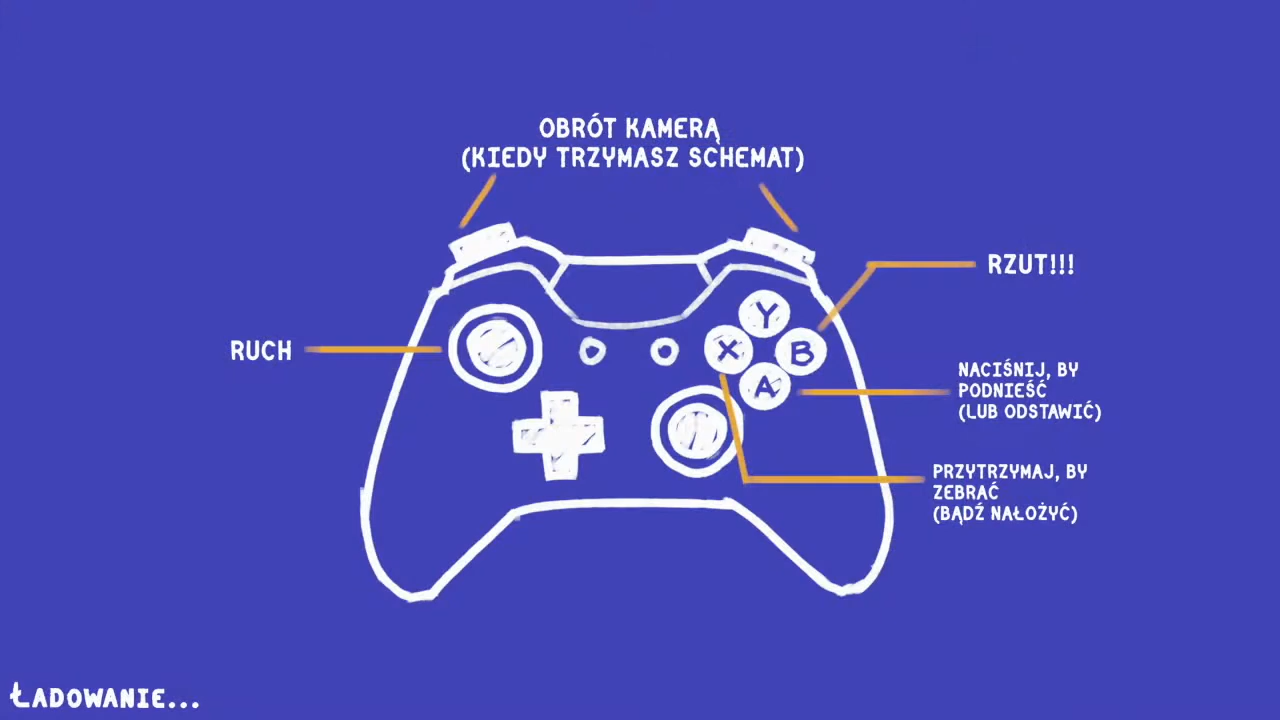 OBRÓT KAMERĄ
(KIEDY TRZYMASZ SCHEMAT)
RZUT!!!
RUCH
Y
X
B
A
NACIŚNIJ, BY
PODNIEŚĆ
(LUB ODSTAWIĆ)
PRZYTRZYMAJ, BY
ZEBRAĆ
(BĄDŹ NAŁOŻYĆ)
ŁADOWANIE...